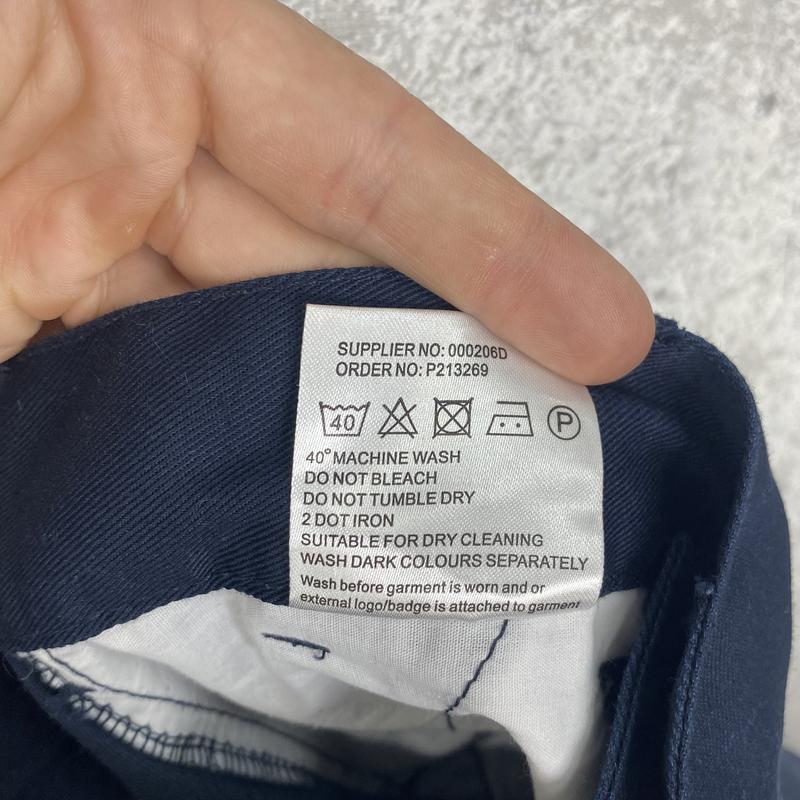 SUPPLIER NO: 000206D
ORDER NO: P213269
40 P
40° MACHINE WASH
DO NOT BLEACH
DO NOT TUMBLE DRY
2 DOT IRON
SUITABLE FOR DRY CLEANING
WASH DARK COLOURS SEPARATELY
Wash before garment is worn and or
external logo/badge is attached to garment